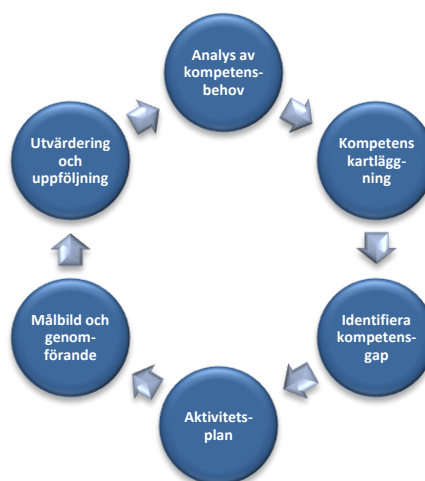 Analys av
kompetens-
behov
Kompetens
kartlägg-
ning
Identifiera
kompetens-
gap
Aktivitets-
plan
Målbild och
genom-
förande
Utvärdering
och
uppföljning